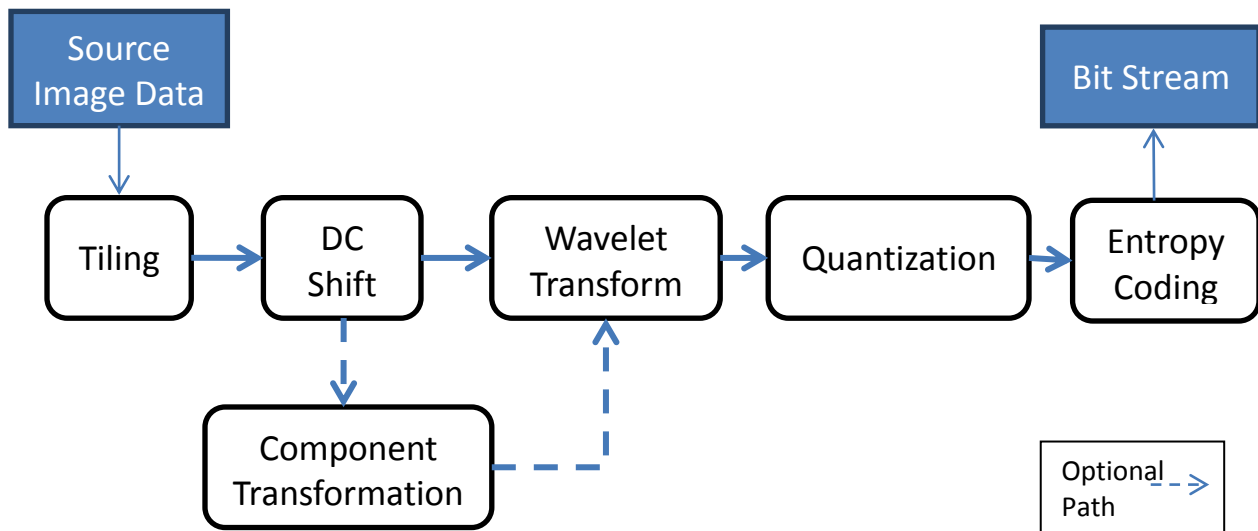 Source
Image Data
Bit Stream
Tiling
DC
Shift
Wavelet
Transform
Quantization
Entropy
Coding
Component
Transformation
Optional
Path